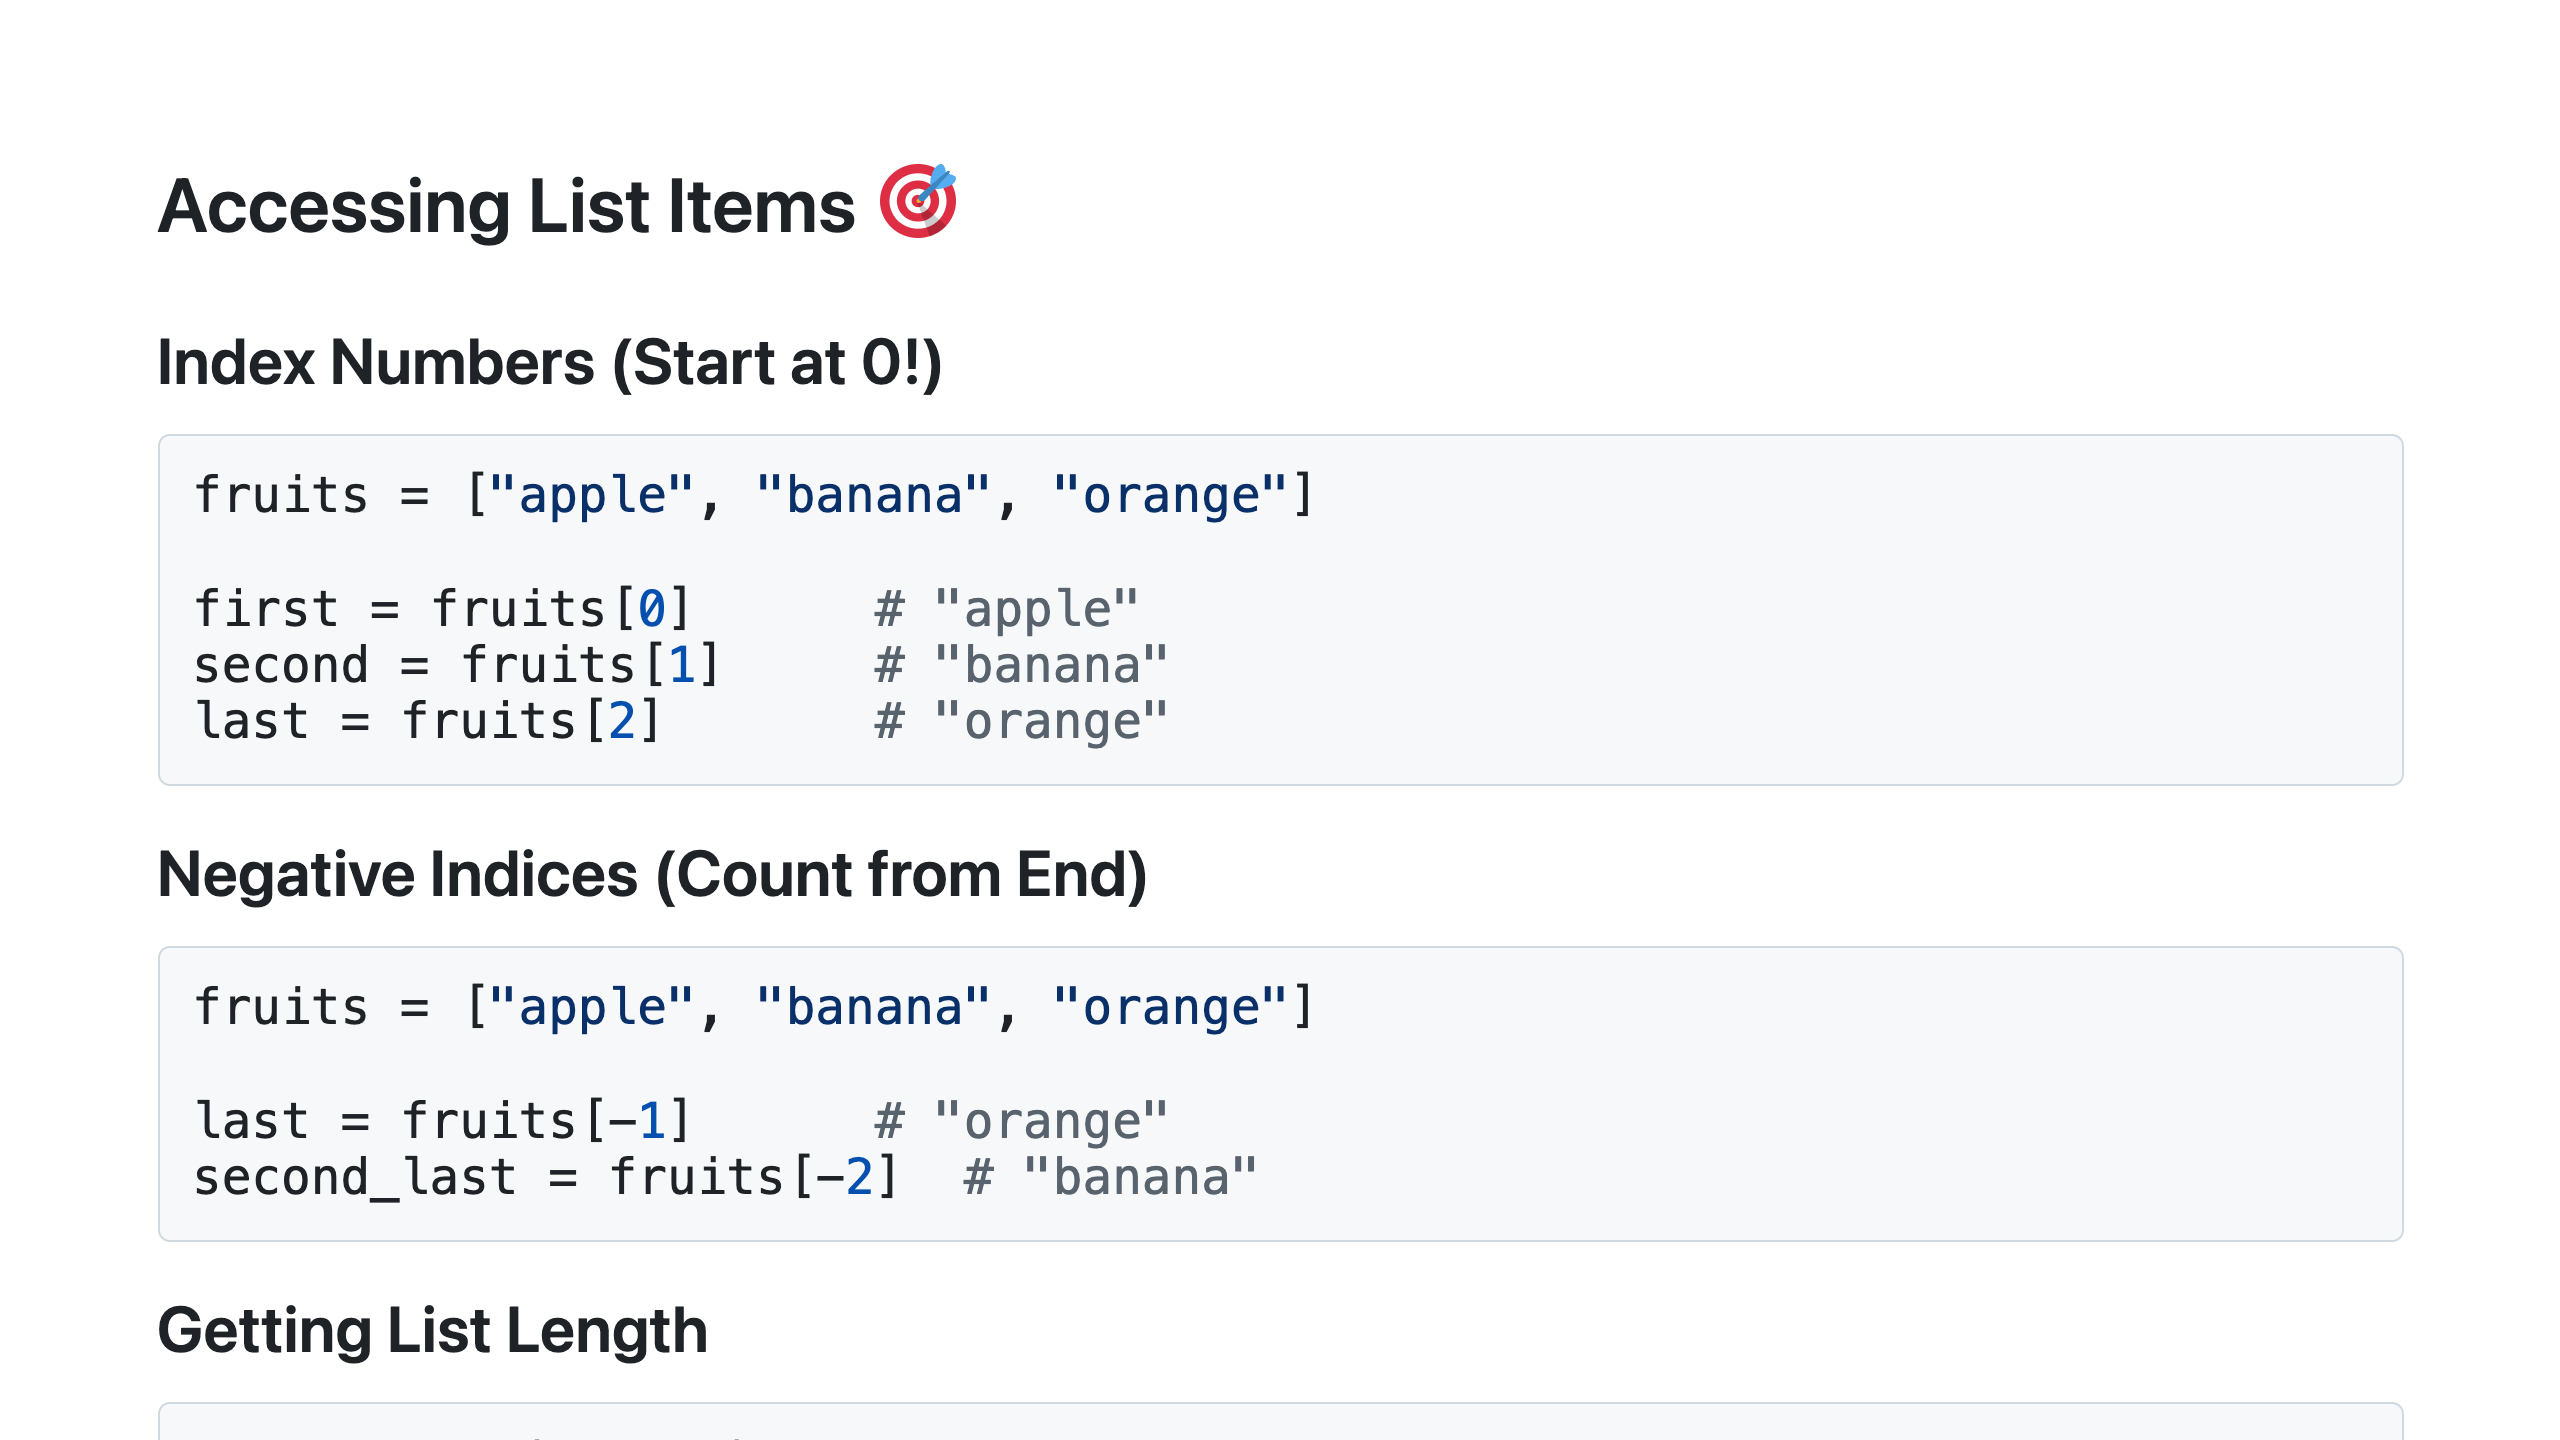 Accessing List Items 🎯
Index Numbers (Start at 0!)
fruits = ["apple", "banana", "orange"]
first = fruits[0]      # "apple"
second = fruits[1]     # "banana"
last = fruits[2]       # "orange"
Negative Indices (Count from End)
fruits = ["apple", "banana", "orange"]
last = fruits[-1]      # "orange"
second_last = fruits[-2]  # "banana"
Getting List Length